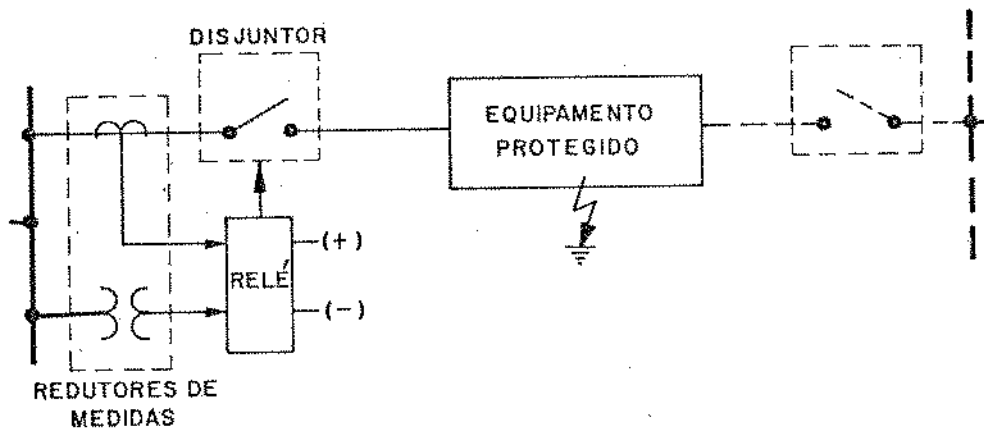 DISJUNTOR
EQUIPAMENTO
PROTEGIDO
RELÉ
(+)
(-)
REDUTORES DE
MEDIDAS